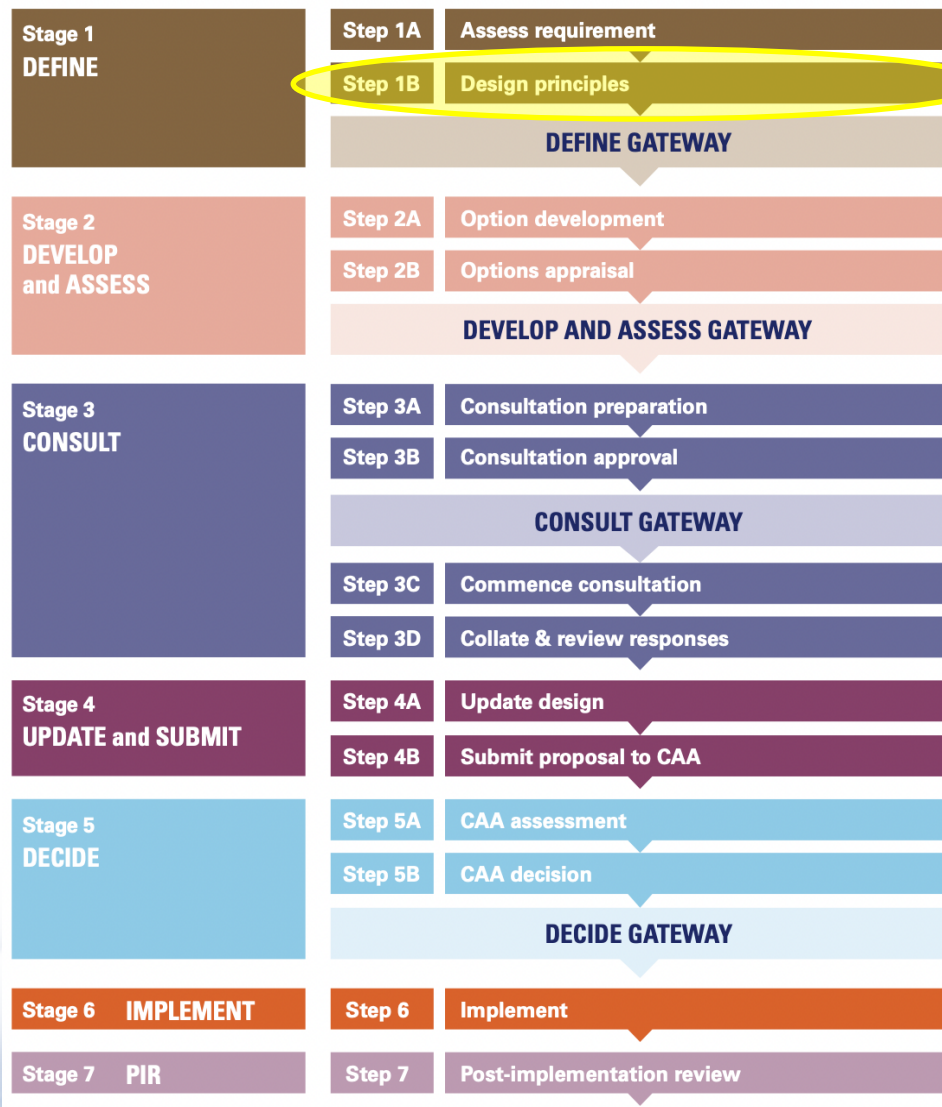 Stage 1
DEFINE
Step 1A Assess requirement
Step 1B Design principles
DEFINE GATEWAY
Stage 2
DEVELOP
and ASSESS
Step 2A Option development
Step 2B Options appraisal
DEVELOP AND ASSESS GATEWAY
Stage 3
CONSULT
Step 3A Consultation preparation
Step 3B Consultation approval
CONSULT GATEWAY
Step 3C Commence consultation
Step 3D Collate & review responses
Stage 4
UPDATE and SUBMIT
Step 4A Update design
Step 4B Submit proposal to CAA
Stage 5
DECIDE
Step 5A CAA assessment
Step 5B CAA decision
DECIDE GATEWAY
Stage 6 IMPLEMENT
Step 6 Implement
Stage 7 PIR
Step 7 Post-implementation review